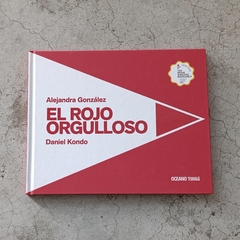 Alejandra González
EL ROJO
ORGULLOSO
Daniel Kondo
OCEANO Travesía